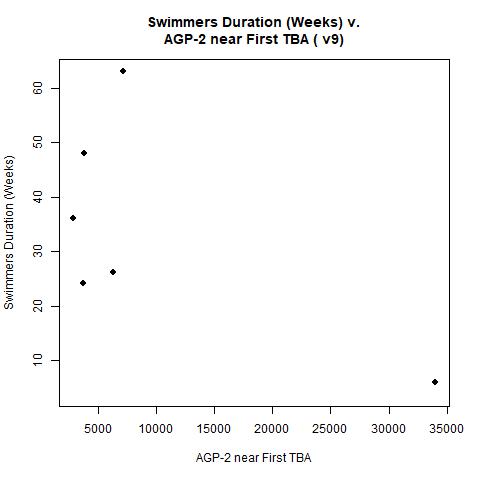 Swimmers Duration (Weeks) v.
AGP-2 near First TBA ( v9)
Swimmers Duration (Weeks)
60
50
40
30
20
10
5000 10000 15000 20000 25000 30000 35000
AGP-2 near First TBA